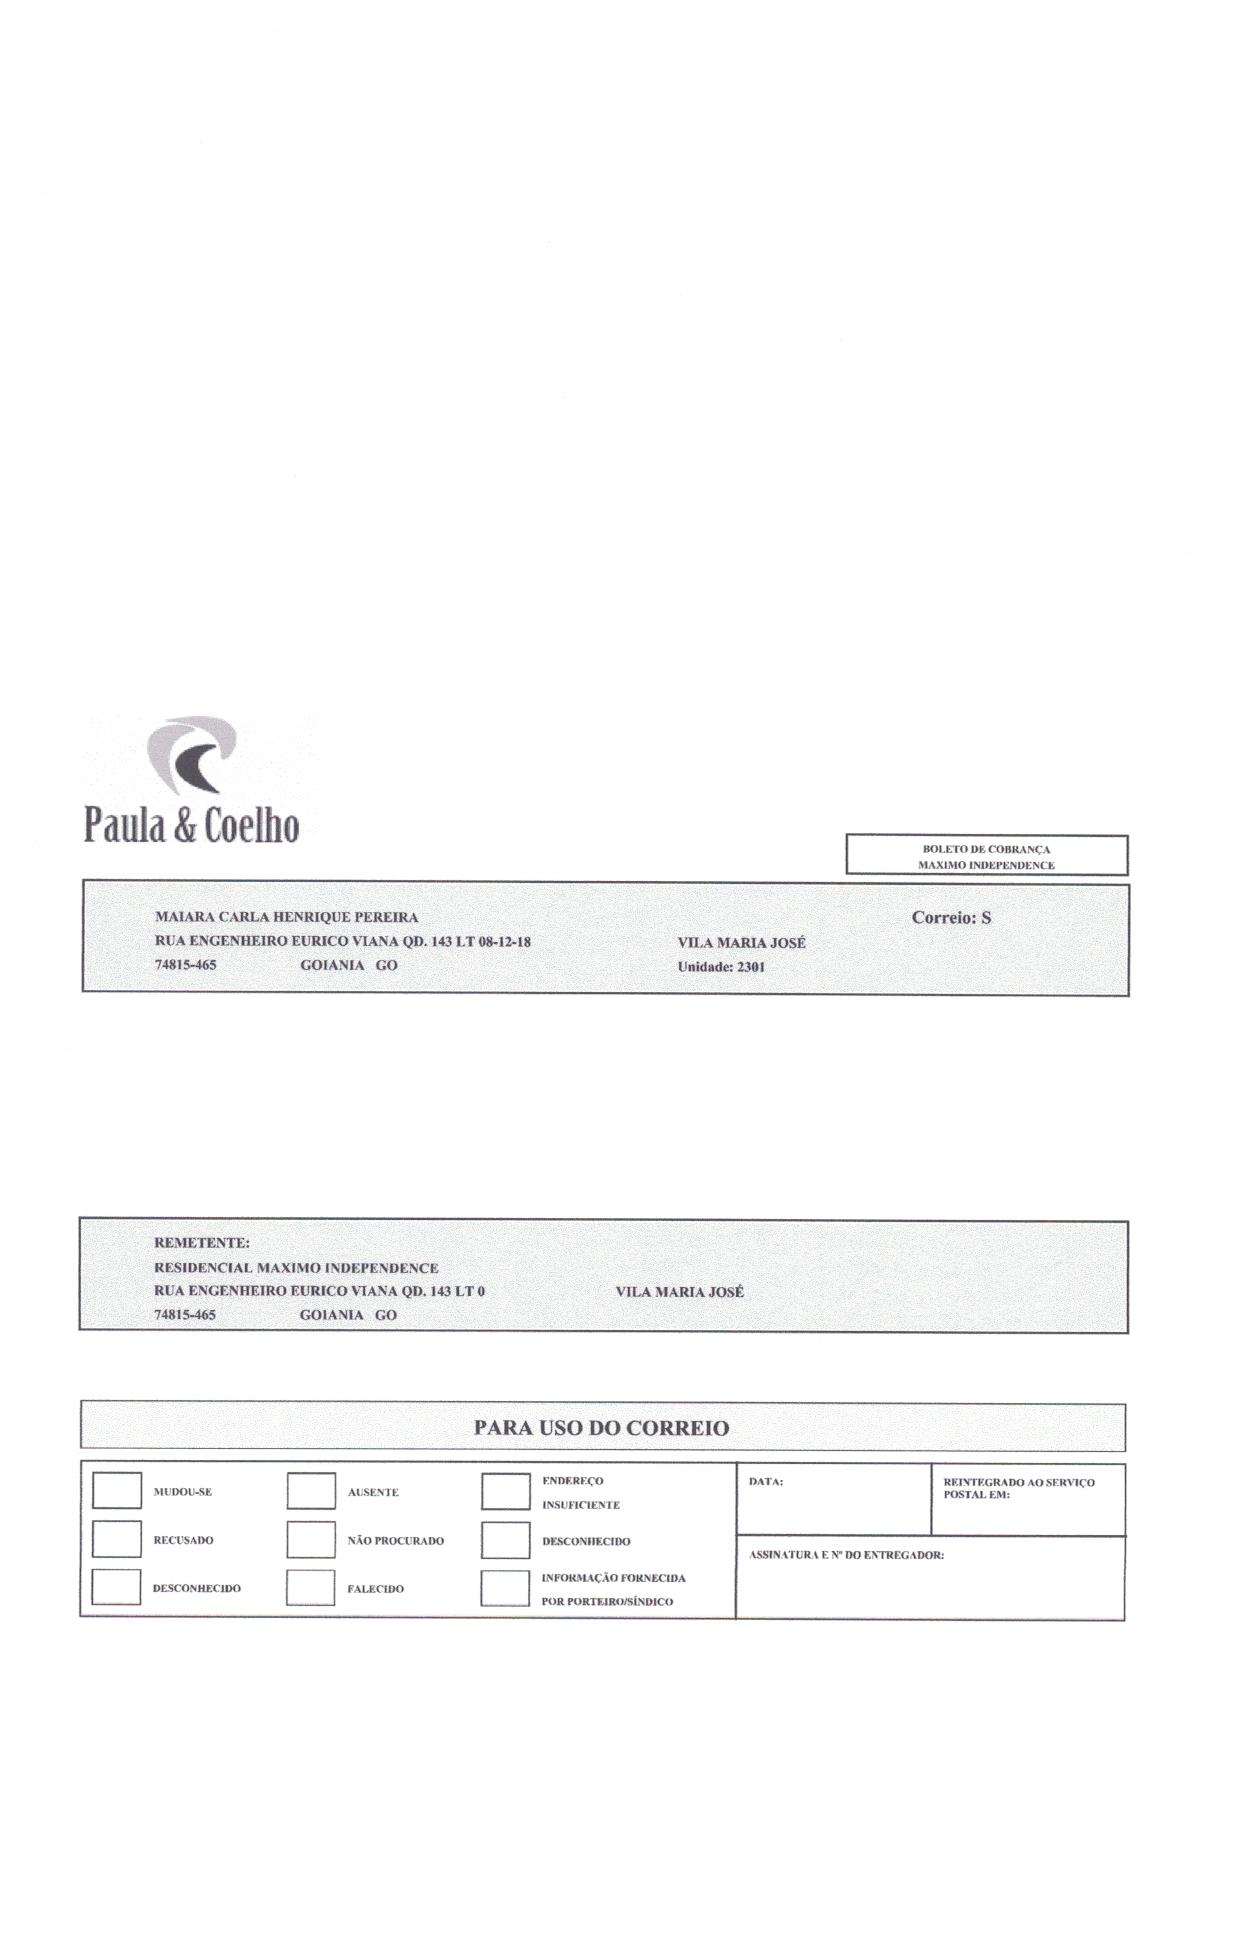 Paula & Coelho
BOLETO DE COBRANÇA
MAXIMO INDEPENDENCE
MAIARA CARLA HENRIQUE PEREIRA Correio: S
RUA ENGENHEIRO EURICO VIANA QD. 143 LT 08-12-18 VILA MARIA JOSÉ
74815-465 GOIANIA GO Unidade: 2301
REMETENTE:
RESIDENCIAL MAXIMO INDEPENDENCE
RUA ENGENHEIRO EURICO VIANA QD. 143 LT 0 VILA MARIA JOSÉ
74815-465 GOIANIA GO
PARA USO DO CORREIO
MUDOU-SE
AUSENTE
ENDEREÇO
INSUFICIENTE
RECUSADO
NÃO PROCURADO
DESCONHECIDO
DESCONHECIDO
FALECIDO
INFORMAÇÃO FORNECIDA
POR PORTEIRO/SÍNDICO
DATA:
REINTEGRADO AO SERVIÇO
POSTAL EM:
ASSINATURA E Nº DO ENTREGADOR: